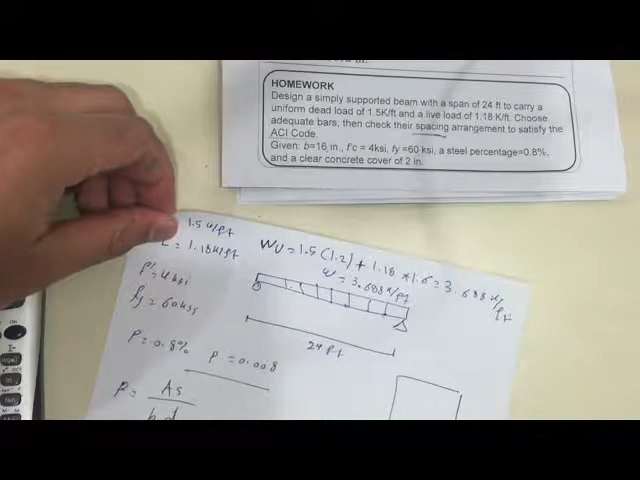 HOMEWORK
Design a simply supported beam with a span of 24 ft to carry a
uniform dead load of 1.5K/ft and a live load of 1.18 K/ft. Choose
adequate bars; then check their spacing arrangement to satisfy the
ACI Code.
Given: b=16 in., f'c = 4ksi, fy =60 ksi, a steel percentage=0.8%,
and a clear concrete cover of 2 in.
1.5 k/ft
L = 1.18 k/ft
f'c = 4 ksi
fy = 60 ksi
ρ = 0.8% ρ = 0.008
ρ = As
b d
Wu = 1.5 (1.2) + 1.18 * 1.6 = 3.688 k/ft
W = 3.688 k/ft
24 ft